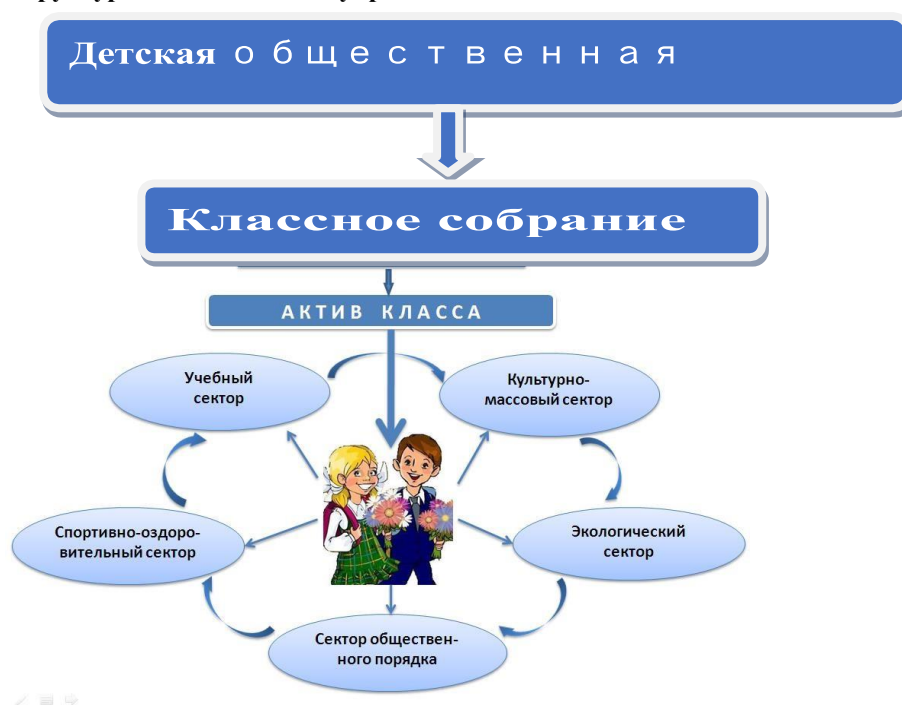 Детская общественная
Классное собрание
АКТИВ КЛАССА
Учебный
сектор
Культурно-
массовый сектор
Спортивно-оздоро-
вительный сектор
Экологический
сектор
Сектор обществен-
ного порядка